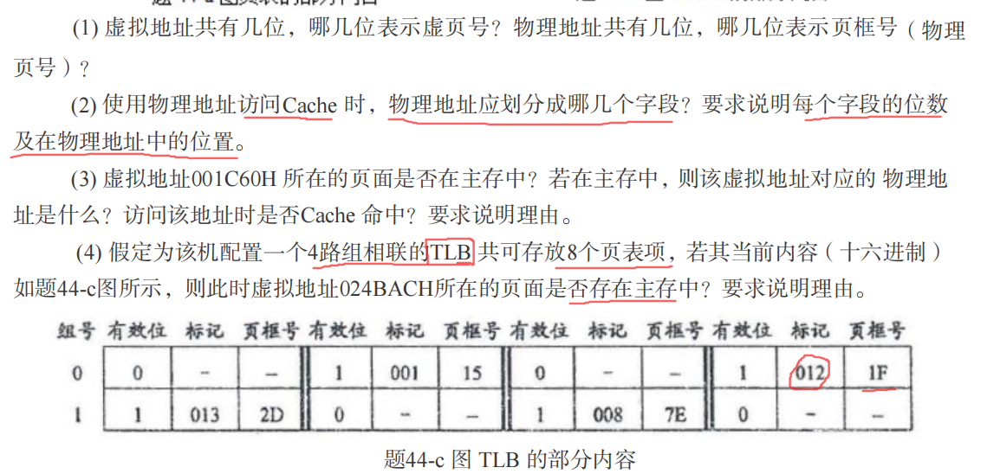 (1) 虚拟地址共有几位，哪几位表示虚页号？物理地址共有几位，哪几位表示页框号（物理
页号）？
(2) 使用物理地址访问Cache 时，物理地址应划分成哪几个字段？要求说明每个字段的位数
及在物理地址中的位置。
(3) 虚拟地址001C60H 所在的页面是否在主存中？若在主存中，则该虚拟地址对应的 物理地
址是什么？访问该地址时是否Cache 命中？要求说明理由。
(4) 假定为该机配置一个4路组相联的TLB 共可存放8个页表项，若其当前内容（十六进制）
如题44-c图所示，则此时虚拟地址024BACH所在的页面是否存在主存中？要求说明理由。
组号 有效位 标记 页框号 有效位 标记 页框号 有效位 标记 页框号 有效位 标记 页框号
0 0 - - 1 001 15 0 - - 1 012 1F
1 1 013 2D 0 - - 1 008 7E 0 - -
题44-c 图 TLB 的部分内容